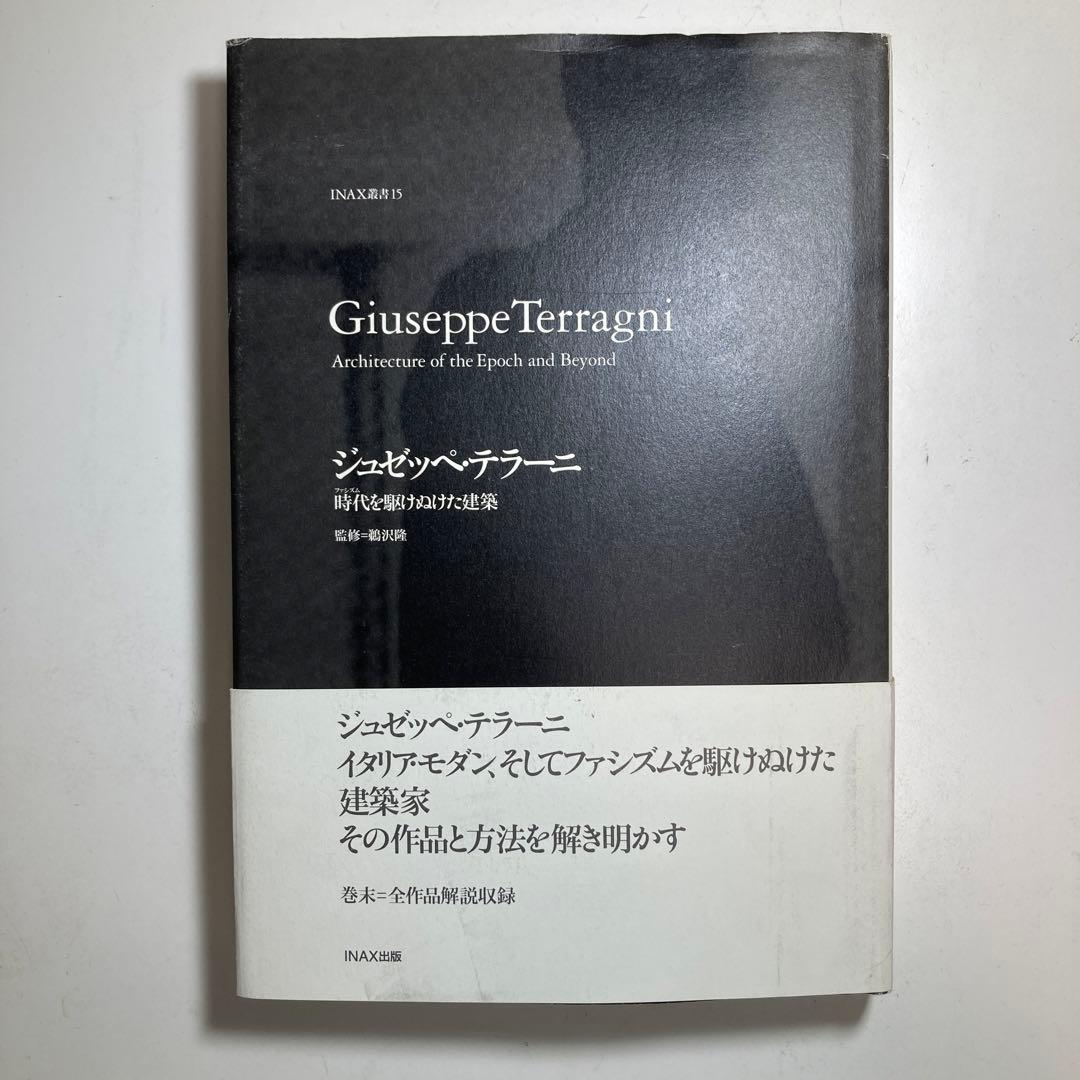 INAX叢書15
Giuseppe Terragni
Architecture of the Epoch and Beyond
ジュゼッペ・テラーニ
ファシズム
時代を駆けぬけた建築
監修=鵜沢隆
ジュゼッペ・テラーニ
イタリア・モダン、そしてファシズムを駆けぬけた
建築家
その作品と方法を解き明かす
巻末=全作品解説収録
INAX出版